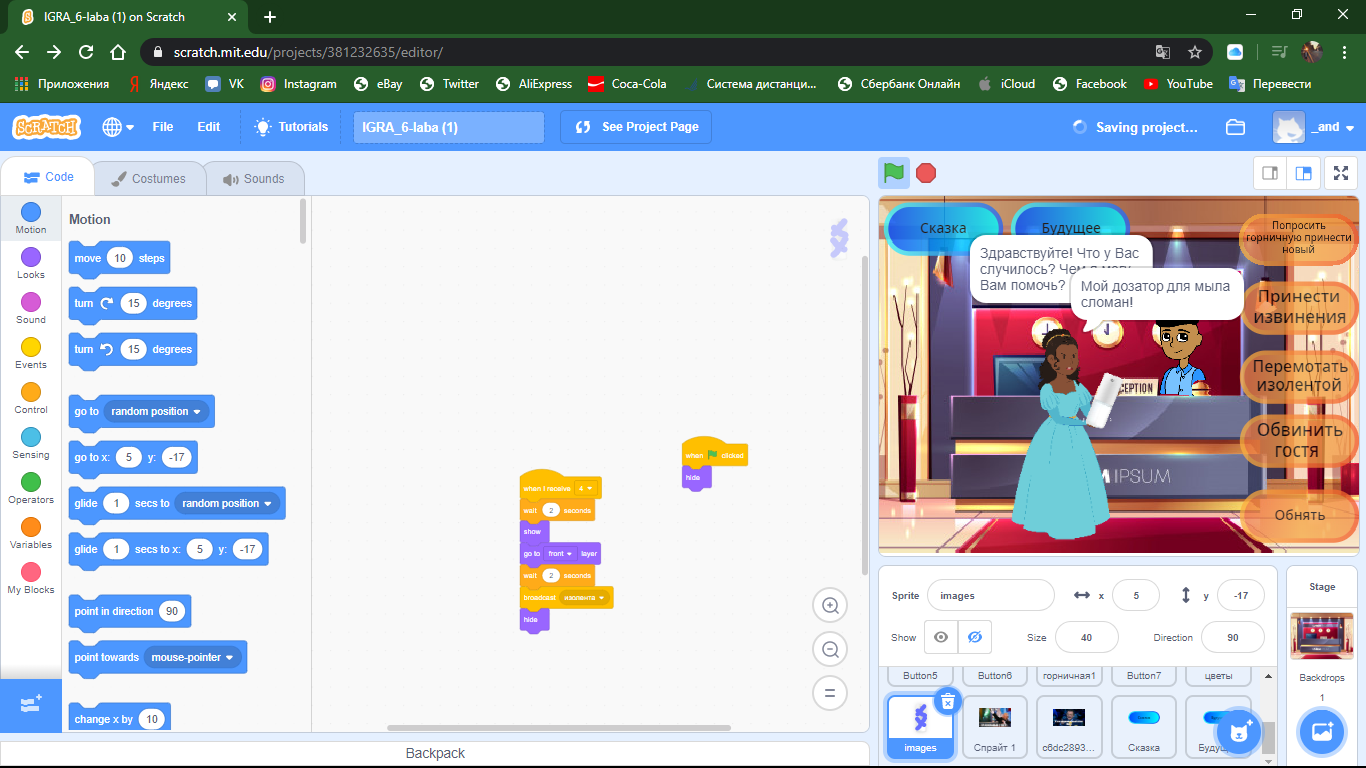 IGRA_6-laba (1) on Scratch
scratch.mit.edu/projects/381232635/editor/
Приложения
Яндекс
VK
Instagram
eBay
Twitter
AliExpress
Coca-Cola
Система дистанци...
Сбербанк Онлайн
iCloud
Facebook
YouTube
Перевести
SCRATCH
File
Edit
Tutorials
IGRA_6-laba (1)
See Project Page
Saving project...
_and
Code
Costumes
Sounds
Motion
Looks
Sound
Events
Control
Sensing
Operators
Variables
My Blocks
Motion
move 10 steps
turn 15 degrees
turn 15 degrees
go to random position
go to x: 5 y: -17
glide 1 secs to random position
glide 1 secs to x: 5 y: -17
point in direction 90
point towards mouse-pointer
change x by 10
when I receive 4
wait 2 seconds
show
go to front layer
wait 2 seconds
broadcast изолента
hide
when clicked
hide
Backpack
Сказка
Будущее
Здравствуйте! Что у Вас
случилось? Чем я могу
Вам помочь?
Мой дозатор для мыла
сломан!
Попросить
горничную принести
новый
Принести
извинения
Перемотать
изолентой
Обвинить
гостя
Обнять
CEPTION
M IPSUM
Sprite images
x 5
y -17
Show
Size 40
Direction 90
Button5
Button6
горничная1
Button7
цветы
images
Спрайт 1
c6dc2893...
Сказка
Stage
Backdrops
1